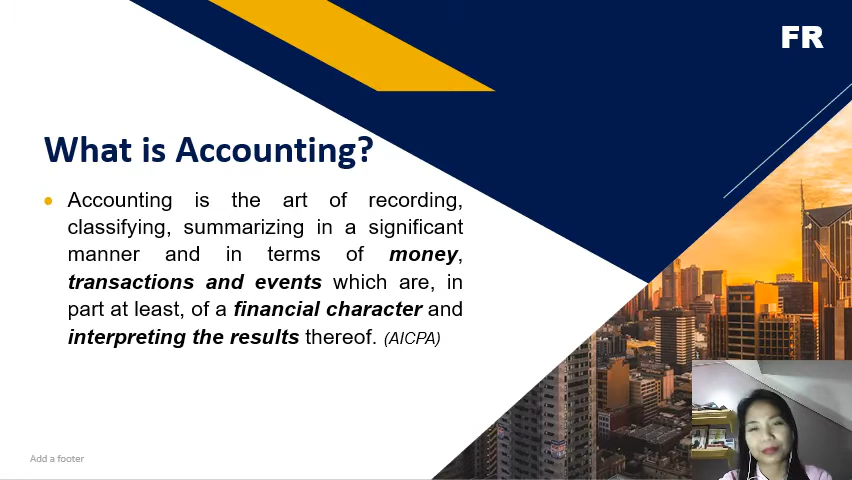 FR
What is Accounting?
Accounting is the art of recording,
classifying, summarizing in a significant
manner and in terms of money,
transactions and events which are, in
part at least, of a financial character and
interpreting the results thereof. (AICPA)
Add a footer